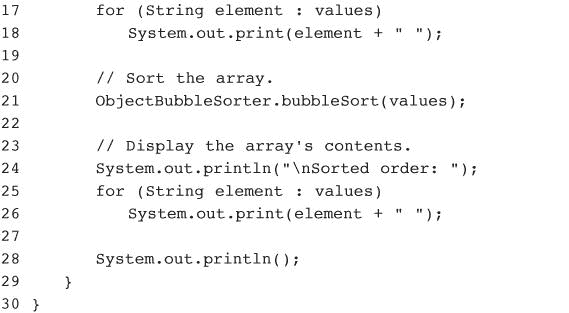 17        for (String element : values)
18           System.out.print(element + " ");
19
20        // Sort the array.
21        ObjectBubbleSorter.bubbleSort(values);
22
23        // Display the array's contents.
24        System.out.println("\nSorted order: ");
25        for (String element : values)
26           System.out.print(element + " ");
27
28        System.out.println();
29     }
30  }